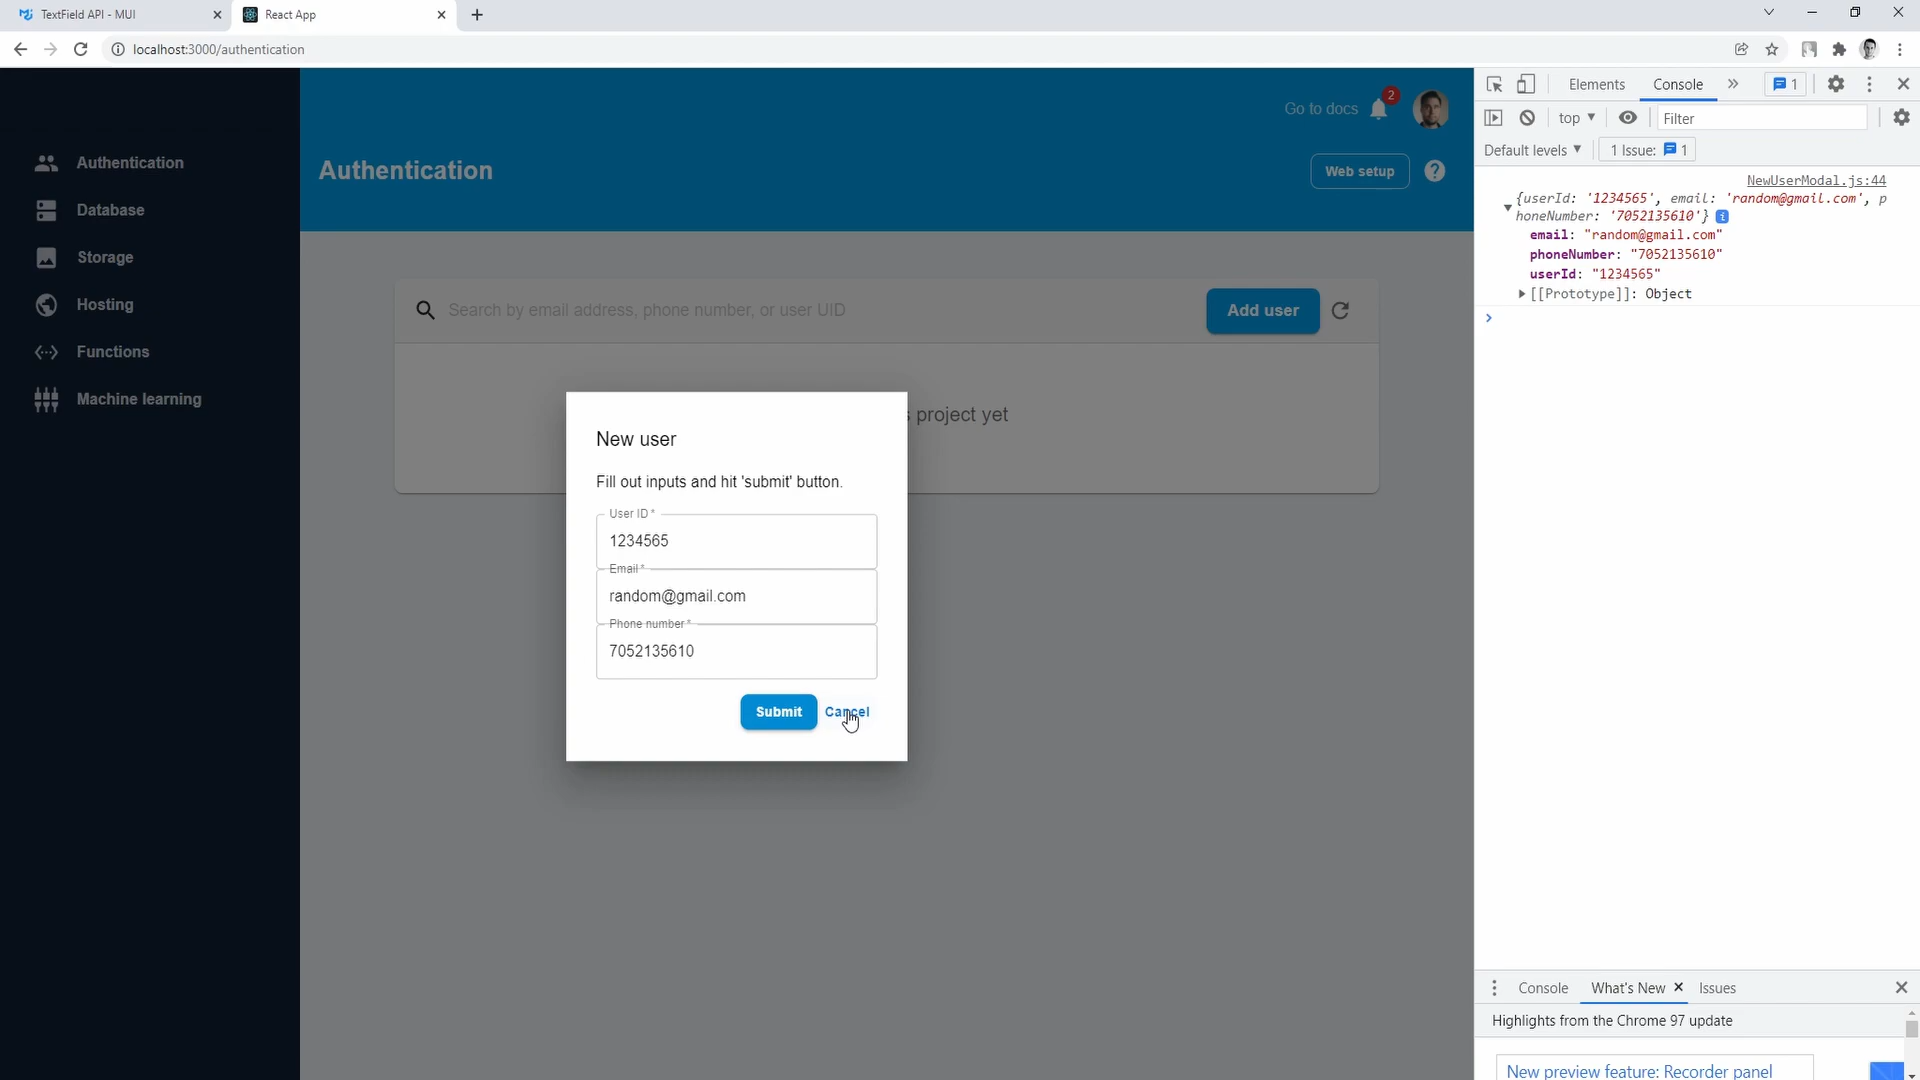 TextField API - MUI
React App
localhost:3000/authentication
Authentication
Database
Storage
Hosting
Functions
Machine learning
Go to docs
2
Authentication
Web setup
?
Search by email address, phone number, or user UID
Add user
s project yet
New user
Fill out inputs and hit 'submit' button.
User ID *
1234565
Email *
random@gmail.com
Phone number *
7052135610
Submit
Cancel
Elements
Console
1
top
Filter
Default levels
1 Issue:
1
NewUserModal.js:44
{userId: '1234565', email: 'random@gmail.com', p
honeNumber: '7052135610'}
email: "random@gmail.com"
phoneNumber: "7052135610"
userId: "1234565"
[[Prototype]]: Object
Console
What's New
Issues
Highlights from the Chrome 97 update
New preview feature: Recorder panel